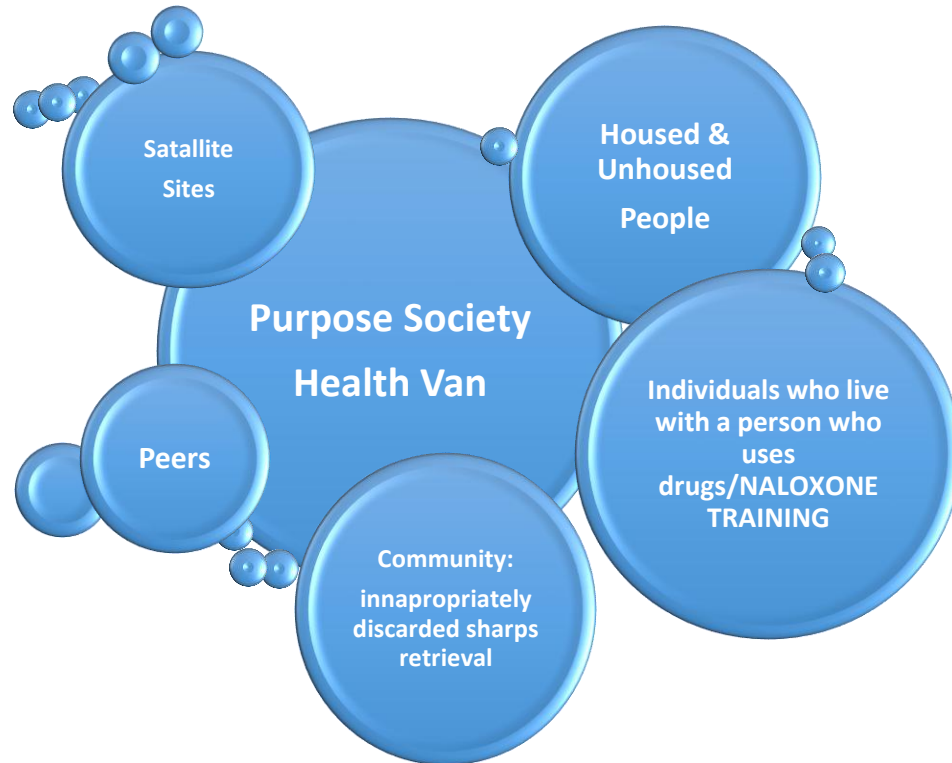 Satallite
Sites
Housed &
Unhoused
People
Purpose Society
Health Van
Individuals who live
with a person who
uses
drugs/NALOXONE
TRAINING
Peers
Community:
innapropriately
discarded sharps
retrieval